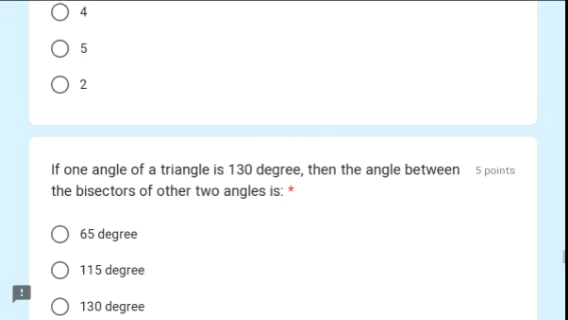 4
5
2
If one angle of a triangle is 130 degree, then the angle between 5 points
the bisectors of other two angles is: *
65 degree
115 degree
130 degree